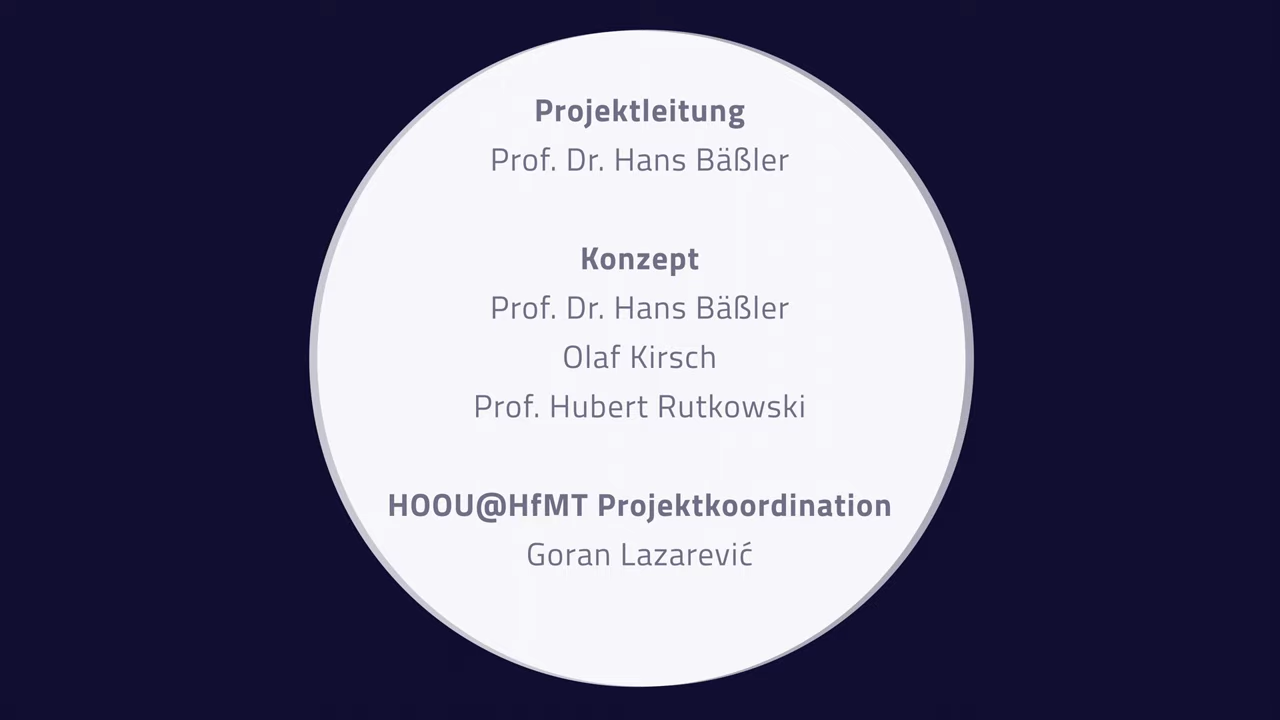 Projektleitung
Prof. Dr. Hans Bäßler
Konzept
Prof. Dr. Hans Bäßler
Olaf Kirsch
Prof. Hubert Rutkowski
HOOU@HfMT Projektkoordination
Goran Lazarević